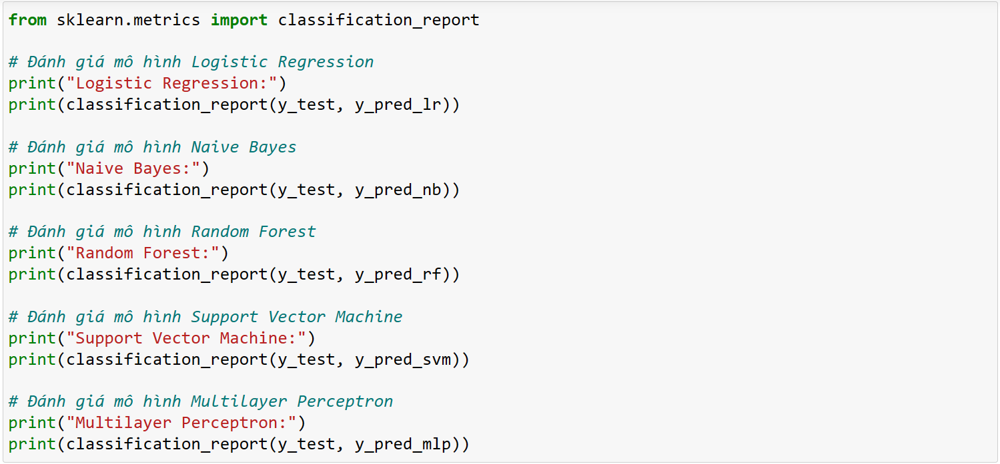 from sklearn.metrics import classification_report
# Đánh giá mô hình Logistic Regression
print("Logistic Regression:")
print(classification_report(y_test, y_pred_lr))
# Đánh giá mô hình Naive Bayes
print("Naive Bayes:")
print(classification_report(y_test, y_pred_nb))
# Đánh giá mô hình Random Forest
print("Random Forest:")
print(classification_report(y_test, y_pred_rf))
# Đánh giá mô hình Support Vector Machine
print("Support Vector Machine:")
print(classification_report(y_test, y_pred_svm))
# Đánh giá mô hình Multilayer Perceptron
print("Multilayer Perceptron:")
print(classification_report(y_test, y_pred_mlp))